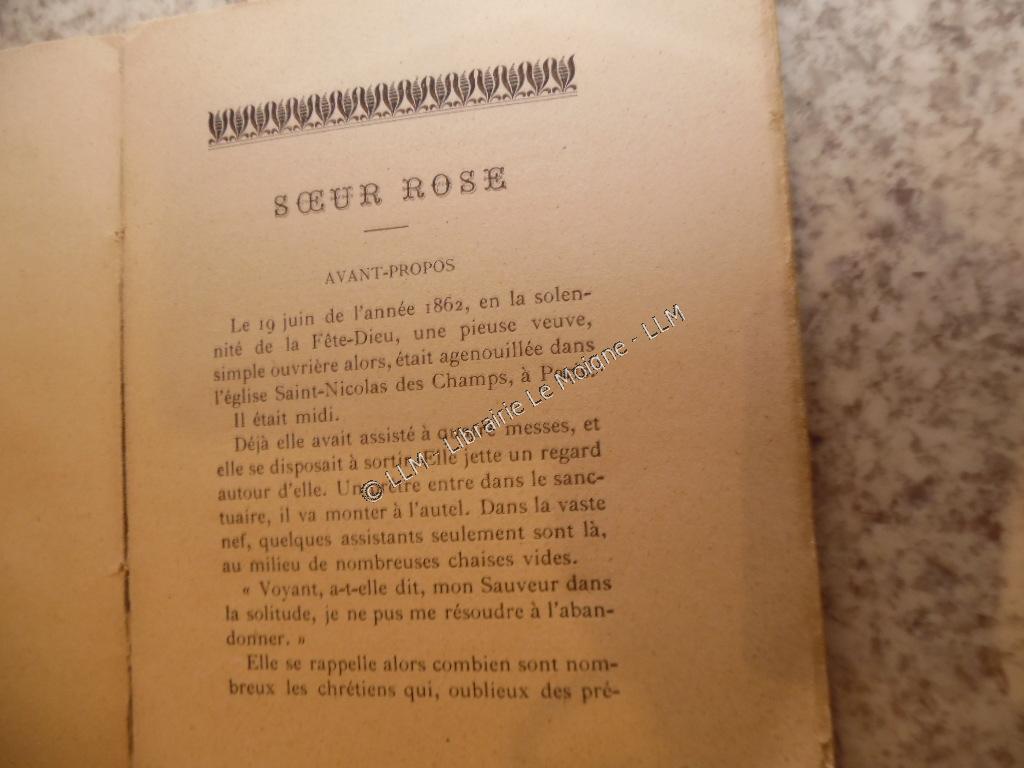 SŒUR ROSE
AVANT-PROPOS
Le 19 juin de l'année 1862, en la solen-
nité de la Fête-Dieu, une pieuse veuve,
simple ouvrière alors, était agenouillée dans
l'église Saint-Nicolas des Champs, à
Il était midi.
Déjà elle avait assisté à messes, et
elle se disposait à sortir. Elle jette un regard
autour d'elle. Un prêtre entre dans le sanc-
tuaire, il va monter à l'autel. Dans la vaste
nef, quelques assistants seulement sont là,
au milieu de nombreuses chaises vides.
« Voyant, a-t-elle dit, mon Sauveur dans
la solitude, je ne pus me résoudre à l'aban-
donner. »
Elle se rappelle alors combien sont nom-
breux les chrétiens qui, oublieux des pré-
© LLM - Librairie Le Moigne - LLM